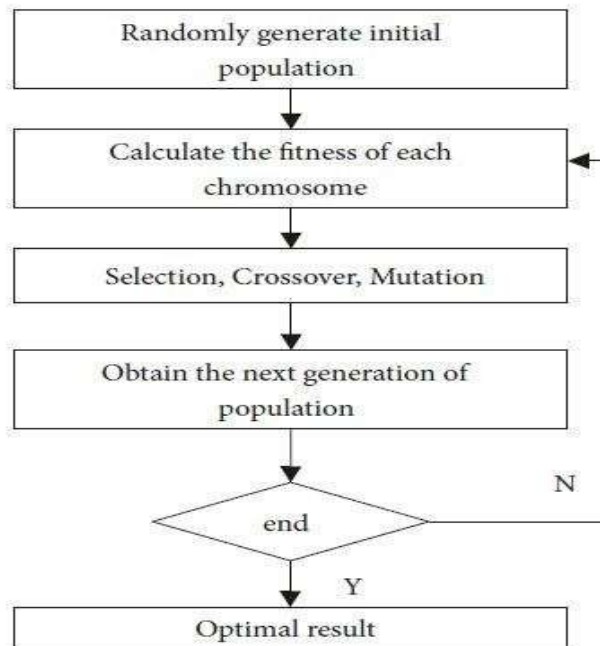 Randomly generate initial
population
Calculate the fitness of each
chromosome
Selection, Crossover, Mutation
Obtain the next generation of
population
N
end
Y
Optimal result